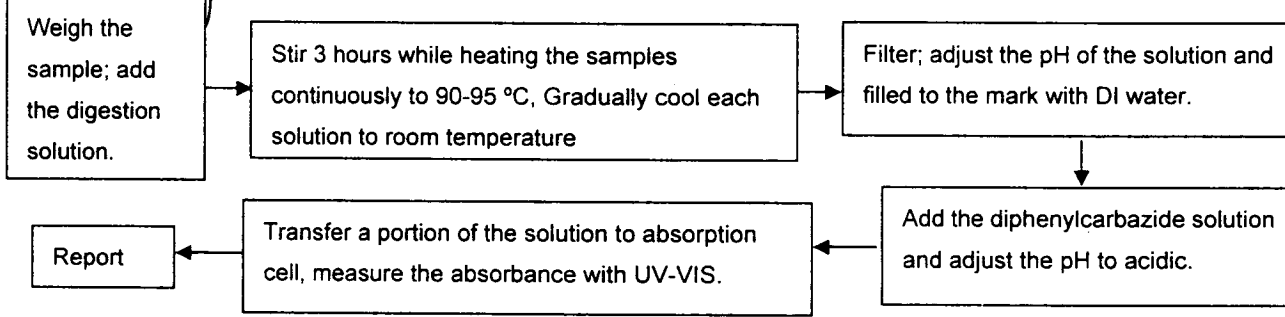 Weigh the
sample; add
the digestion
solution.
Stir 3 hours while heating the samples
continuously to 90-95 ºC, Gradually cool each
solution to room temperature
Filter; adjust the pH of the solution and
filled to the mark with DI water.
Add the diphenylcarbazide solution
and adjust the pH to acidic.
Transfer a portion of the solution to absorption
cell, measure the absorbance with UV-VIS.
Report